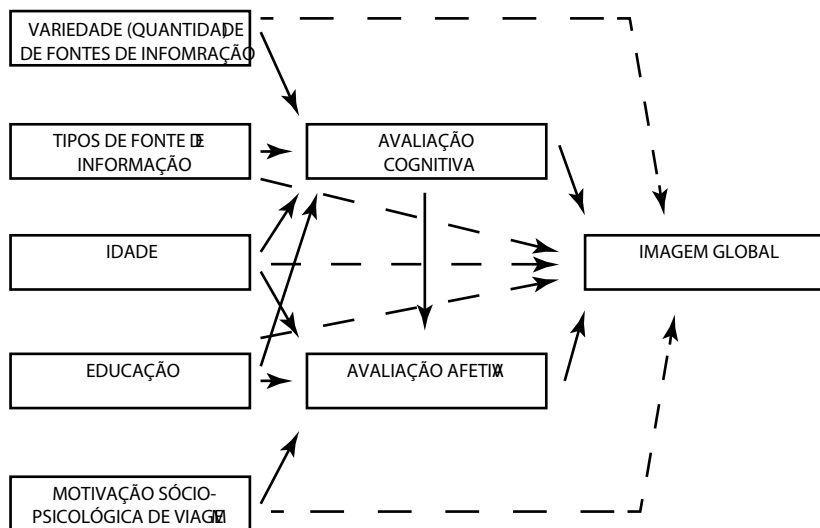 VARIEDADE (QUANTIDADE
DE FONTES DE INFOMRAÇÃO
TIPOS DE FONTE DE
INFORMAÇÃO
AVALIAÇÃO
COGNITIVA
IDADE
IMAGEM GLOBAL
EDUCAÇÃO
AVALIAÇÃO AFETIVA
MOTIVAÇÃO SÓCIO-
PSICOLÓGICA DE VIAGEM